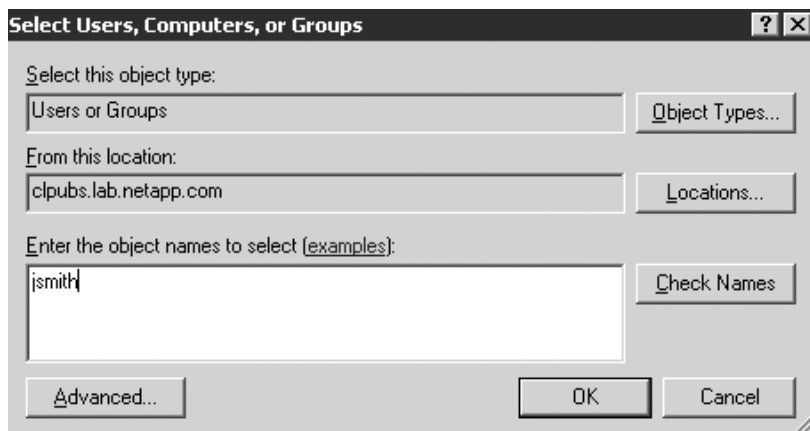 Select Users, Computers, or Groups
Select this object type:
Users or Groups
Object Types...
From this location:
clpubs.lab.netapp.com
Locations...
Enter the object names to select (examples):
jsmith
Check Names
Advanced...
OK
Cancel